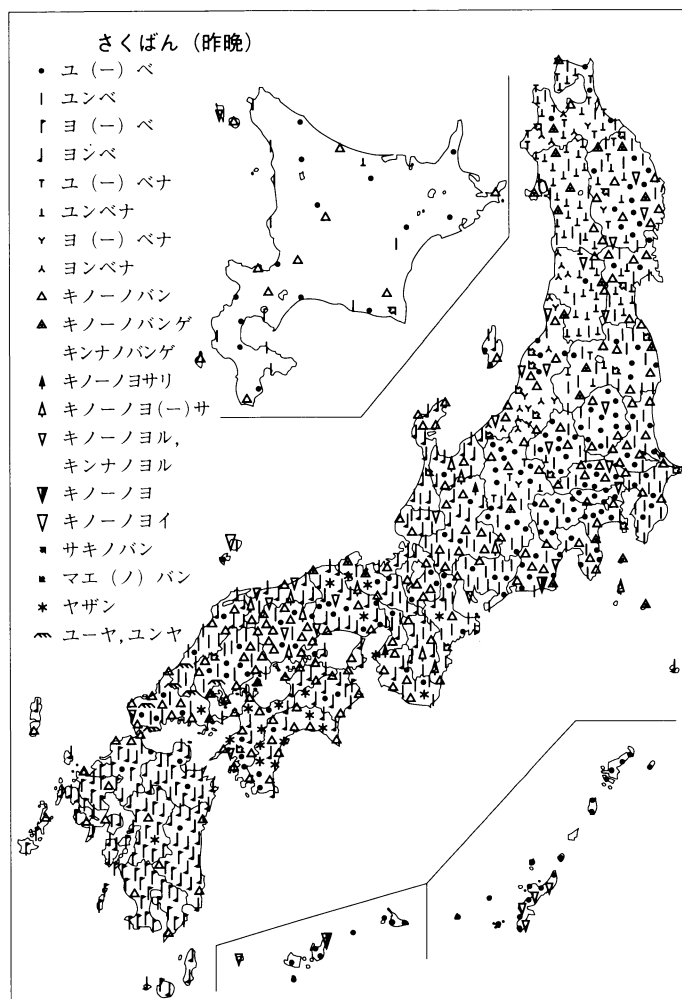 さくばん（昨晩）
ユ（ー）ベ
ユンベ
ヨ（ー）ベ
ヨンベ
ユ（ー）ベナ
ユンベナ
ヨ（ー）ベナ
ヨンベナ
キノーノバン
キノーノバンゲ
キンナノバンゲ
キノーノヨサリ
キノーノヨ(ー)サ
キノーノヨル,
キンナノヨル
キノーノヨ
キノーノヨイ
サキノバン
マエ（ノ）バン
ヤザン
ユーヤ,ユンヤ